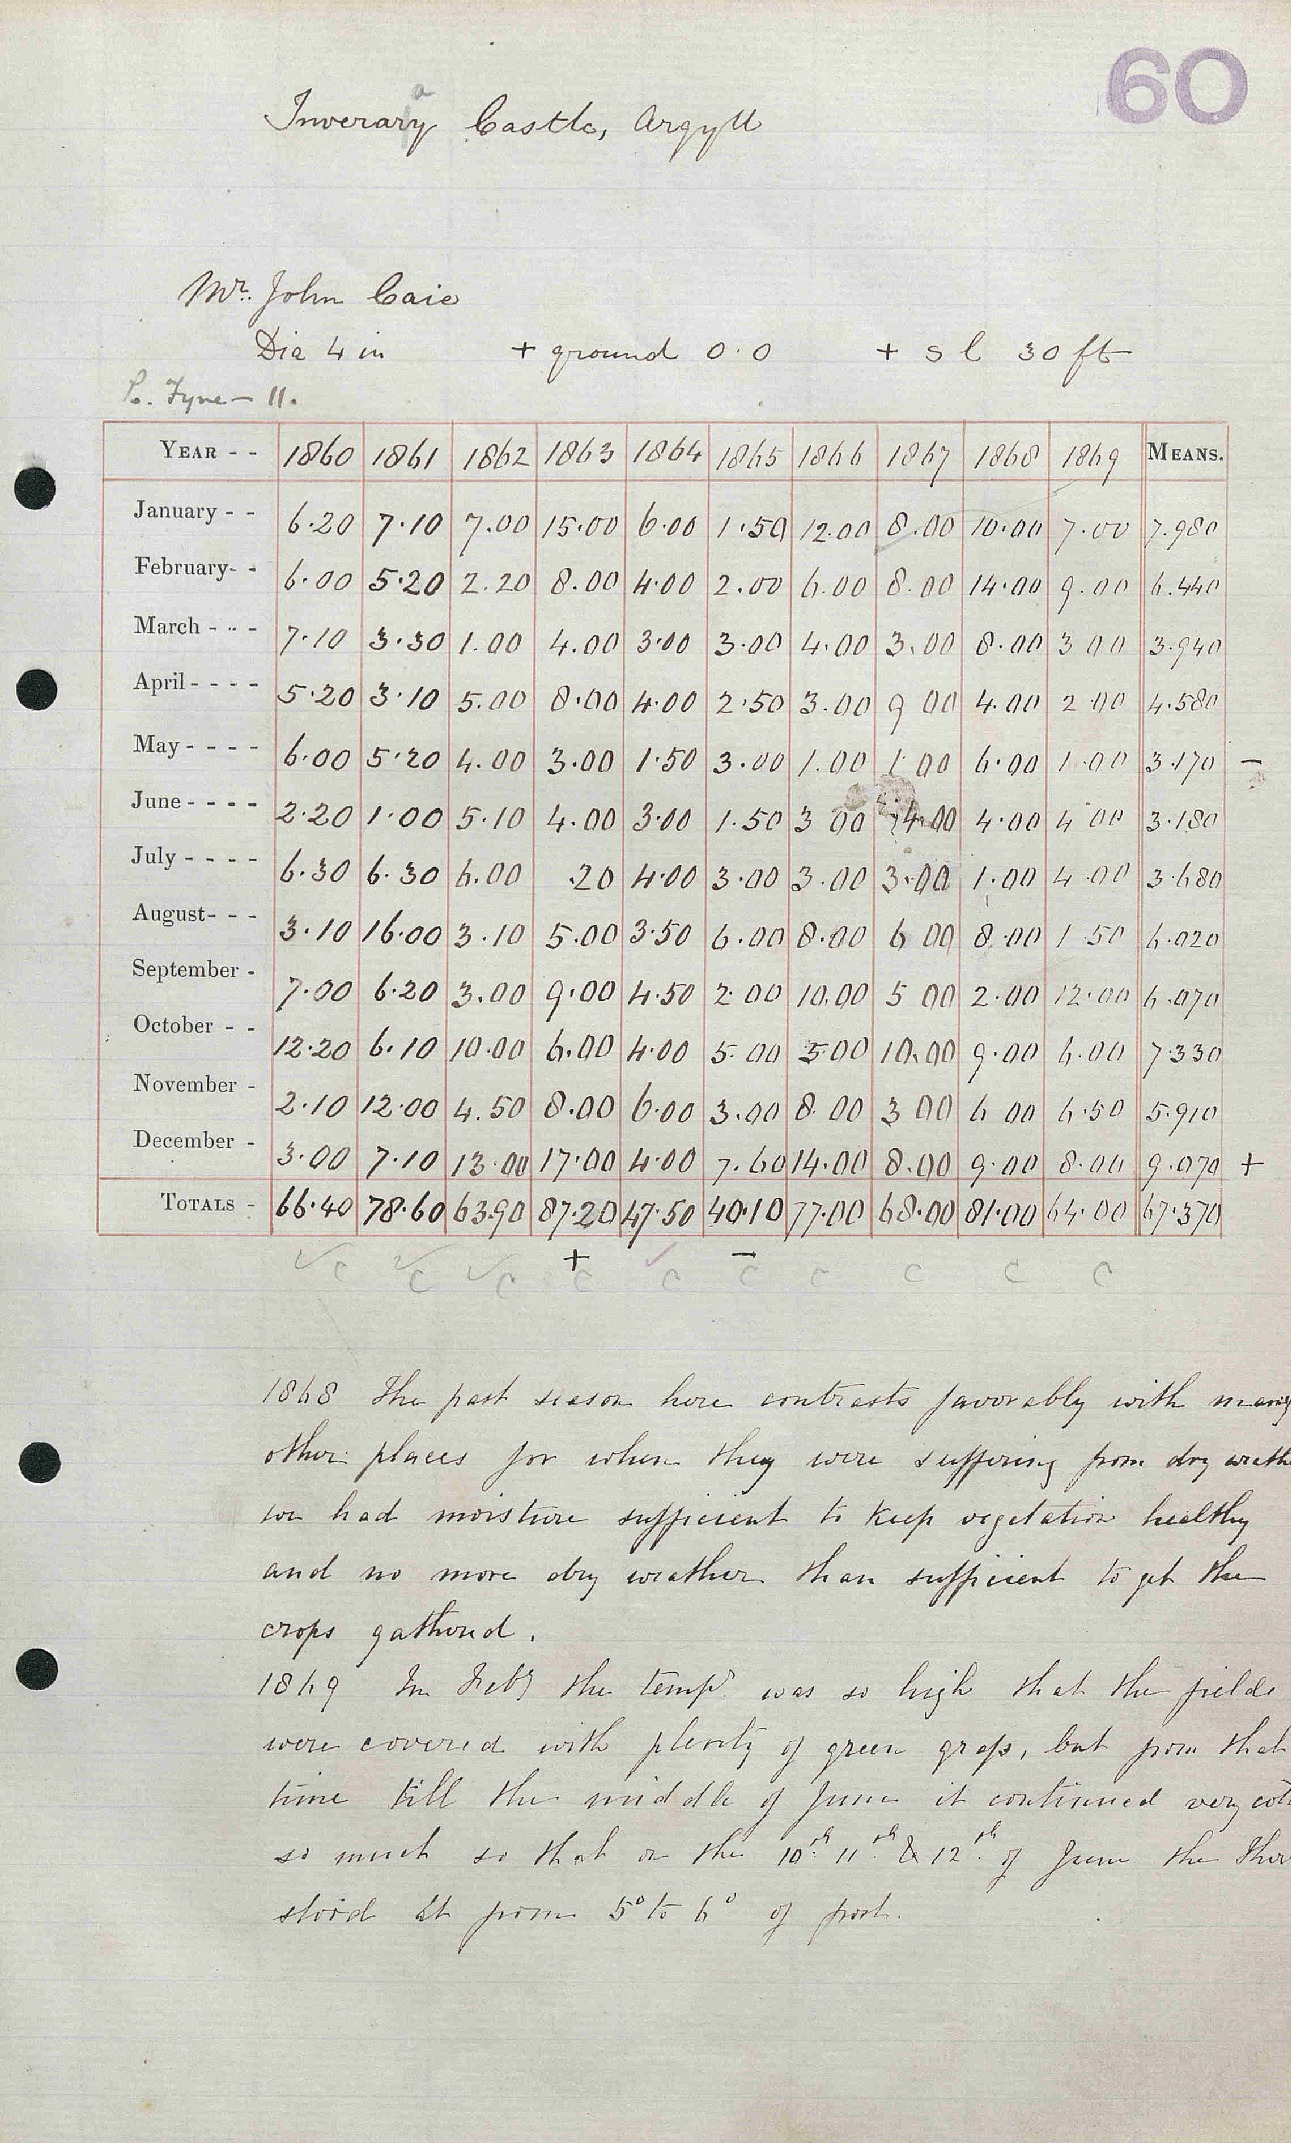 60
a
Inverary Castle, Argyll
Mr. John Caie
Dia 4 in + ground 0.0 + s l 30 ft
L. Fyne — 11.
YEAR - - 1860 1861 1862 1863 1864 1865 1866 1867 1868 1869 MEANS.
January - - 6.20 7.10 7.00 15.00 6.00 1.50 12.00 8.00 10.00 7.00 7.980
February- - 6.00 5.20 2.20 8.00 4.00 2.00 6.00 8.00 14.00 9.00 6.440
March - - - 7.10 3.30 1.00 4.00 3.00 3.00 4.00 3.00 8.00 3 00 3.940
April - - - - 5.20 3.10 5.00 8.00 4.00 2.50 3.00 9 00 4.00 2 00 4.580
May - - - - 6.00 5.20 4.00 3.00 1.50 3.00 1.00 1.00 6.00 1.00 3.170 —
June - - - - 2.20 1.00 5.10 4.00 3.00 1.50 3 00 4.00 4.00 4 00 3.180
July - - - - 6.30 6.30 6.00 .20 4.00 3.00 3.00 3.00 1.00 4.00 3.680
August- - - 3.10 16.00 3.10 5.00 3.50 6.00 8.00 6 00 8.00 1 50 6.020
September - 7.00 6.20 3.00 9.00 4.50 2 00 10.00 5 00 2.00 12.00 6.070
October - - 12.20 6.10 10.00 6.00 4.00 5.00 5.00 10.00 9.00 6.00 7.330
November - 2.10 12.00 4.50 8.00 6.00 3.00 8 00 3 00 6 00 6.50 5.910
December - 3.00 7.10 13.00 17.00 4.00 7.60 14.00 8.00 9.00 8.00 9.070 +
TOTALS - 66.40 78.60 63.90 87.20 47.50 40.10 77.00 68.00 81.00 64.00 67.370
+ —
c c c c c c c c c c
1868 The past season here contrasts favorably with many
other places for when they were suffering from dry weathe
we had moisture sufficient to keep vegetation healthy
and no more dry weather than sufficient to get the
crops gathered.
1869 In Feby the tempr was so high that the fields
were covered with plenty of green grass, but from that
time till the middle of June it continued very col
so much so that on the 10th 11th & 12th of June the ther
stood at from 5° to 6° of frost.